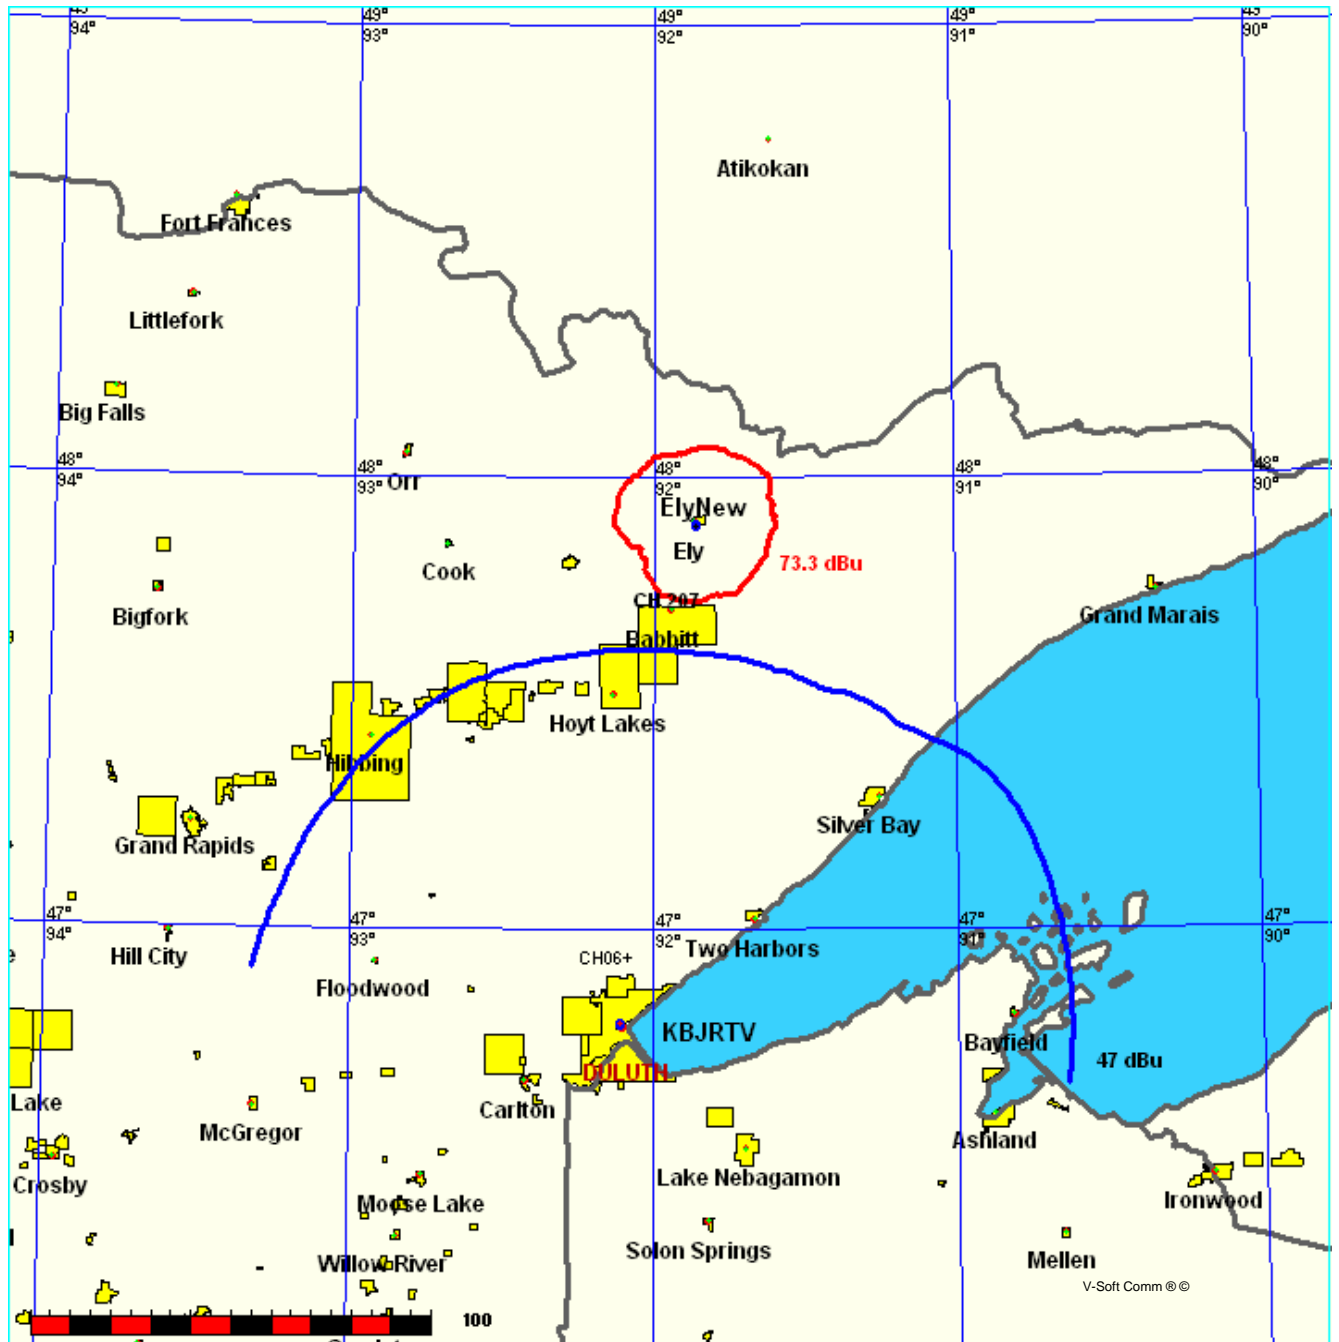 94°
49°
93°
49°
92°
49°
91°
90°
Atikokan
Fort Frances
Littlefork
Big Falls
Orr
48°
94°
48°
93°
48°
92°
48°
91°
48°
90°
ElyNew
Ely
73.3 dBu
Cook
CH 207
Bigfork
Grand Marais
Babbitt
Hoyt Lakes
Hibbing
Silver Bay
Grand Rapids
47°
94°
47°
93°
47°
92°
47°
91°
47°
90°
Hill City
Two Harbors
CH06+
Floodwood
KBJRTV
Bayfield
47 dBu
DULUTH
Lake
Carlton
McGregor
Ashland
Crosby
Lake Nebagamon
Moose Lake
Ironwood
Solon Springs
Willow River
Mellen
V-Soft Comm ® ©
100